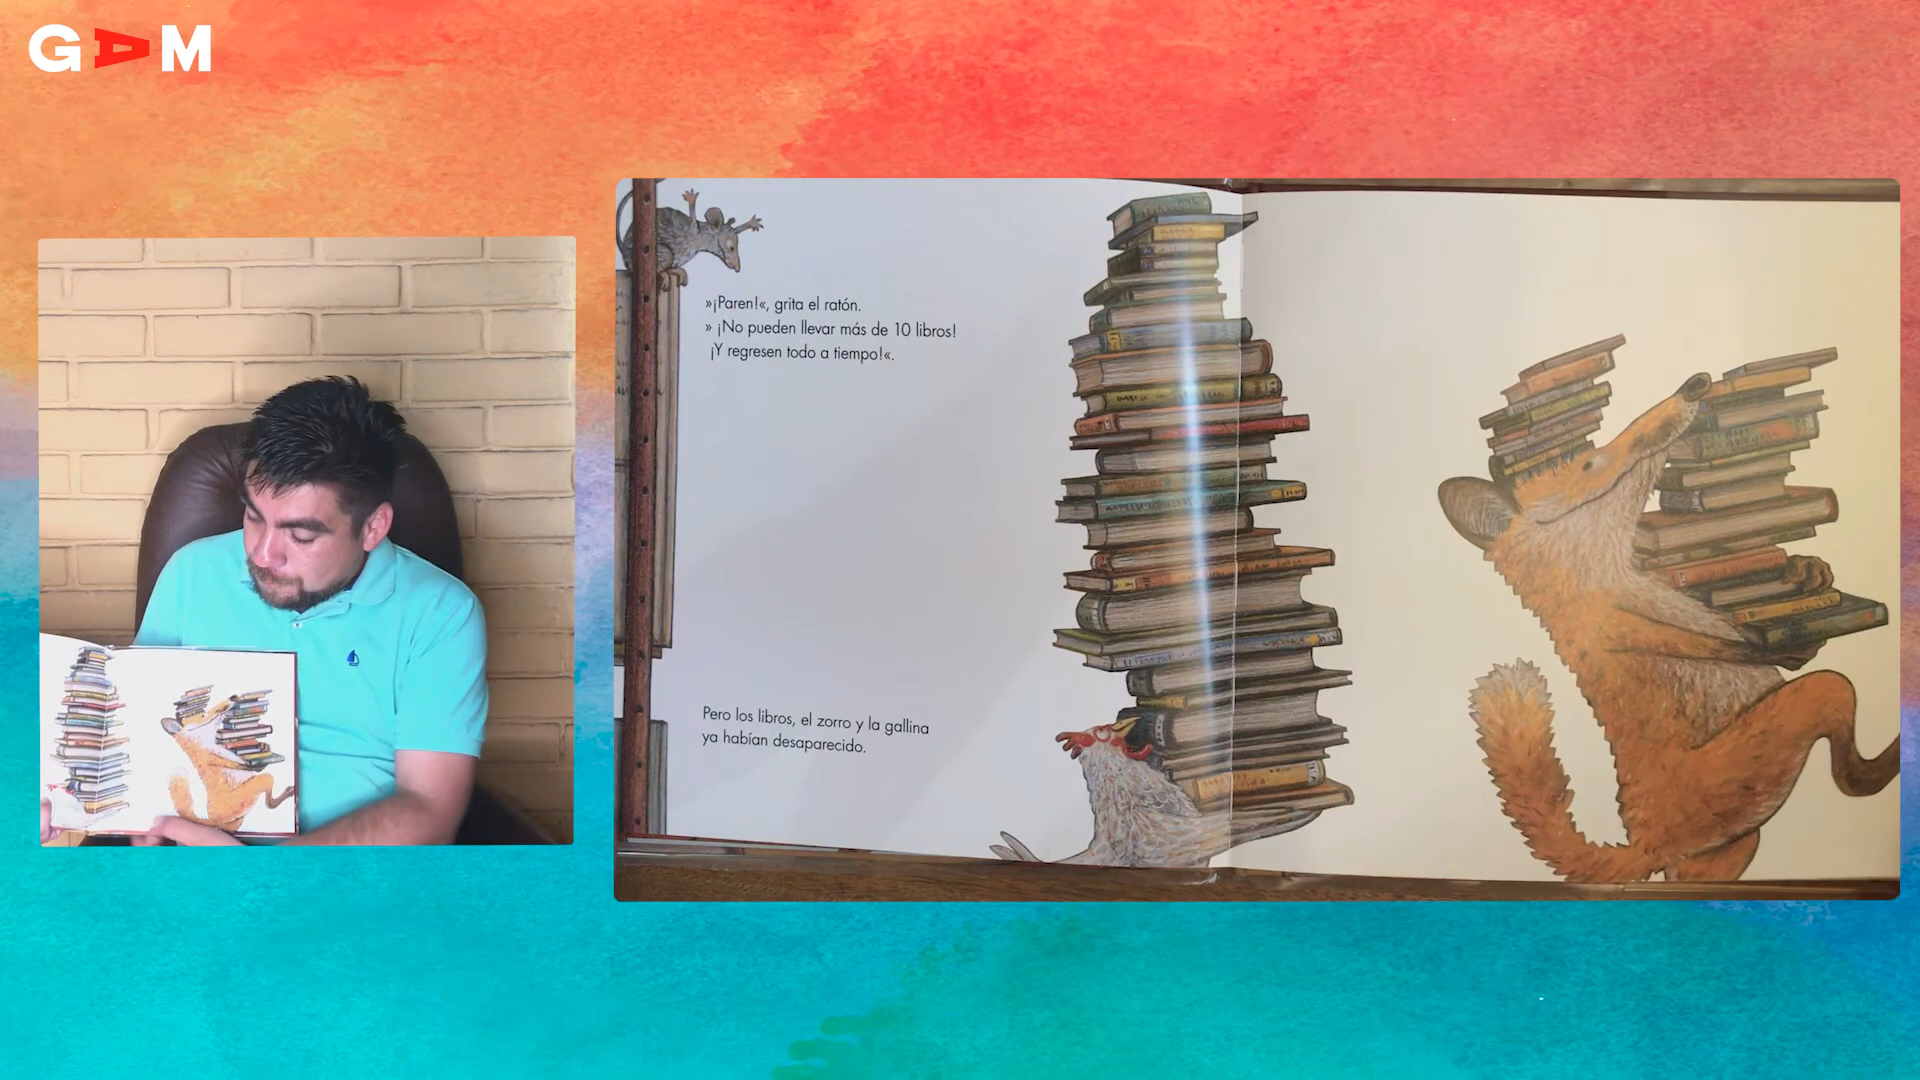 GAM
»¡Paren!«, grita el ratón.
» ¡No pueden llevar más de 10 libros!
¡Y regresen todo a tiempo!«.
Pero los libros, el zorro y la gallina
ya habían desaparecido.